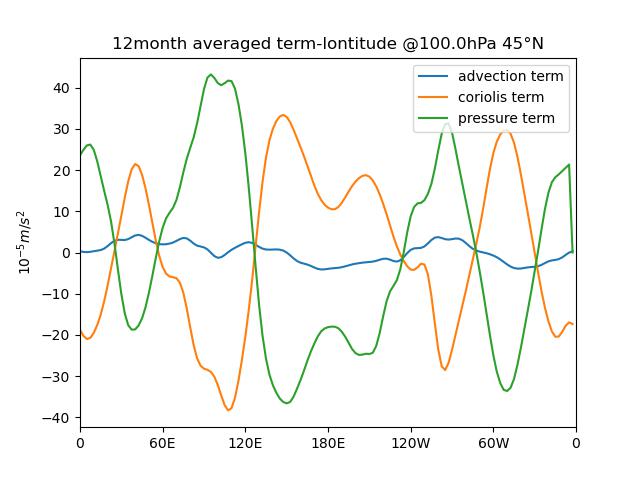 12month averaged term-lontitude @100.0hPa 45°N
advection term
coriolis term
pressure term
10⁻⁵m/s²
40
30
20
10
0
−10
−20
−30
−40
0 60E 120E 180E 120W 60W 0